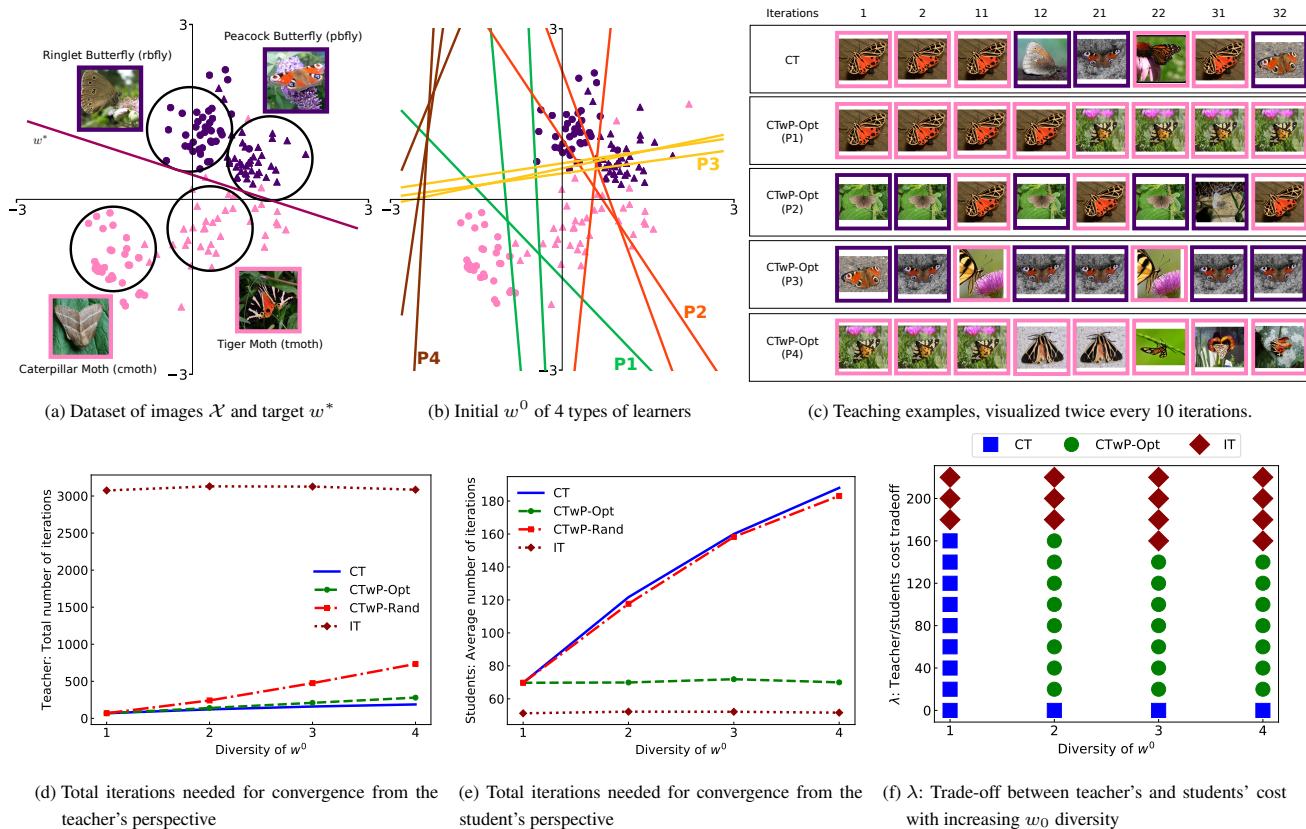 3
Ringlet Butterfly (rbfly)
Peacock Butterfly (pbfly)
w*
−3
3
Caterpillar Moth (cmoth)
Tiger Moth (tmoth)
−3
(a) Dataset of images 𝒳 and target w*
3
P3
−3
3
P2
P4
P1
−3
(b) Initial w⁰ of 4 types of learners
Iterations 1 2 11 12 21 22 31 32
CT
CTwP-Opt
(P1)
CTwP-Opt
(P2)
CTwP-Opt
(P3)
CTwP-Opt
(P4)
(c) Teaching examples, visualized twice every 10 iterations.
Teacher: Total number of iterations
3000
2500
2000
1500
1000
500
0
CT
CTwP-Opt
CTwP-Rand
IT
1 2 3 4
Diversity of w⁰
(d) Total iterations needed for convergence from the
teacher's perspective
Students: Average number of iterations
180
160
140
120
100
80
60
CT
CTwP-Opt
CTwP-Rand
IT
1 2 3 4
Diversity of w⁰
(e) Total iterations needed for convergence from the
student's perspective
CT CTwP-Opt IT
λ: Teacher/students cost tradeoff
200
160
140
120
100
80
60
40
20
0
1 2 3 4
Diversity of w⁰
(f) λ: Trade-off between teacher's and students' cost
with increasing w₀ diversity